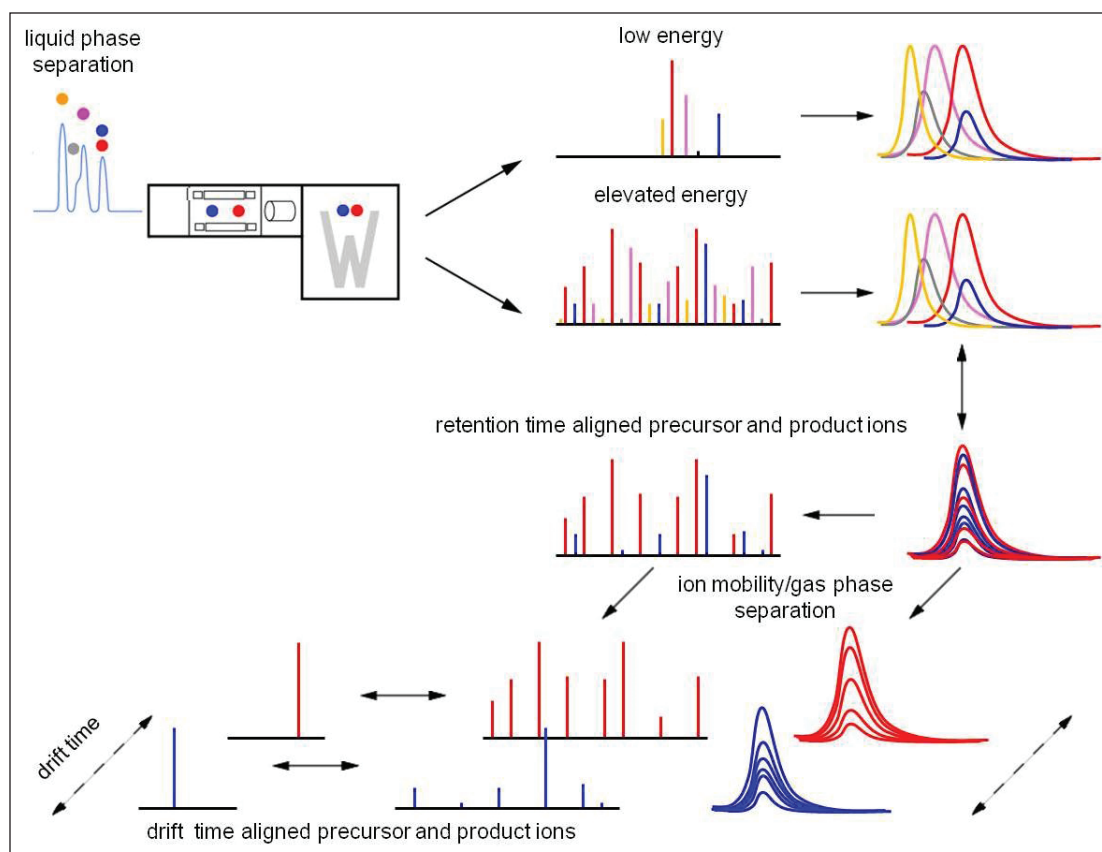 liquid phase
separation
low energy
elevated energy
W
retention time aligned precursor and product ions
ion mobility/gas phase
separation
drift time
drift time aligned precursor and product ions